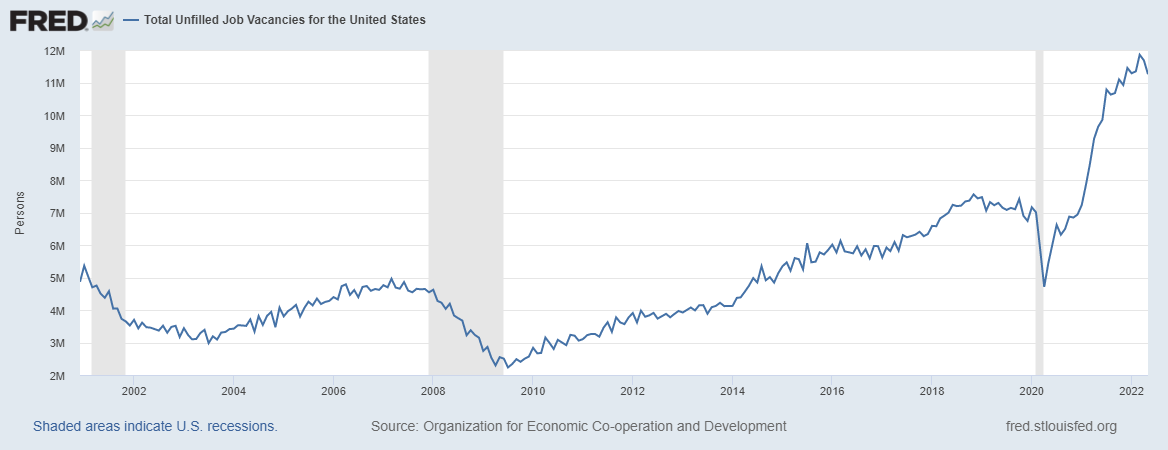 FRED
Total Unfilled Job Vacancies for the United States
12M
11M
10M
9M
8M
7M
6M
5M
4M
3M
2M
Persons
2002 2004 2006 2008 2010 2012 2014 2016 2018 2020 2022
Shaded areas indicate U.S. recessions. Source: Organization for Economic Co-operation and Development fred.stlouisfed.org